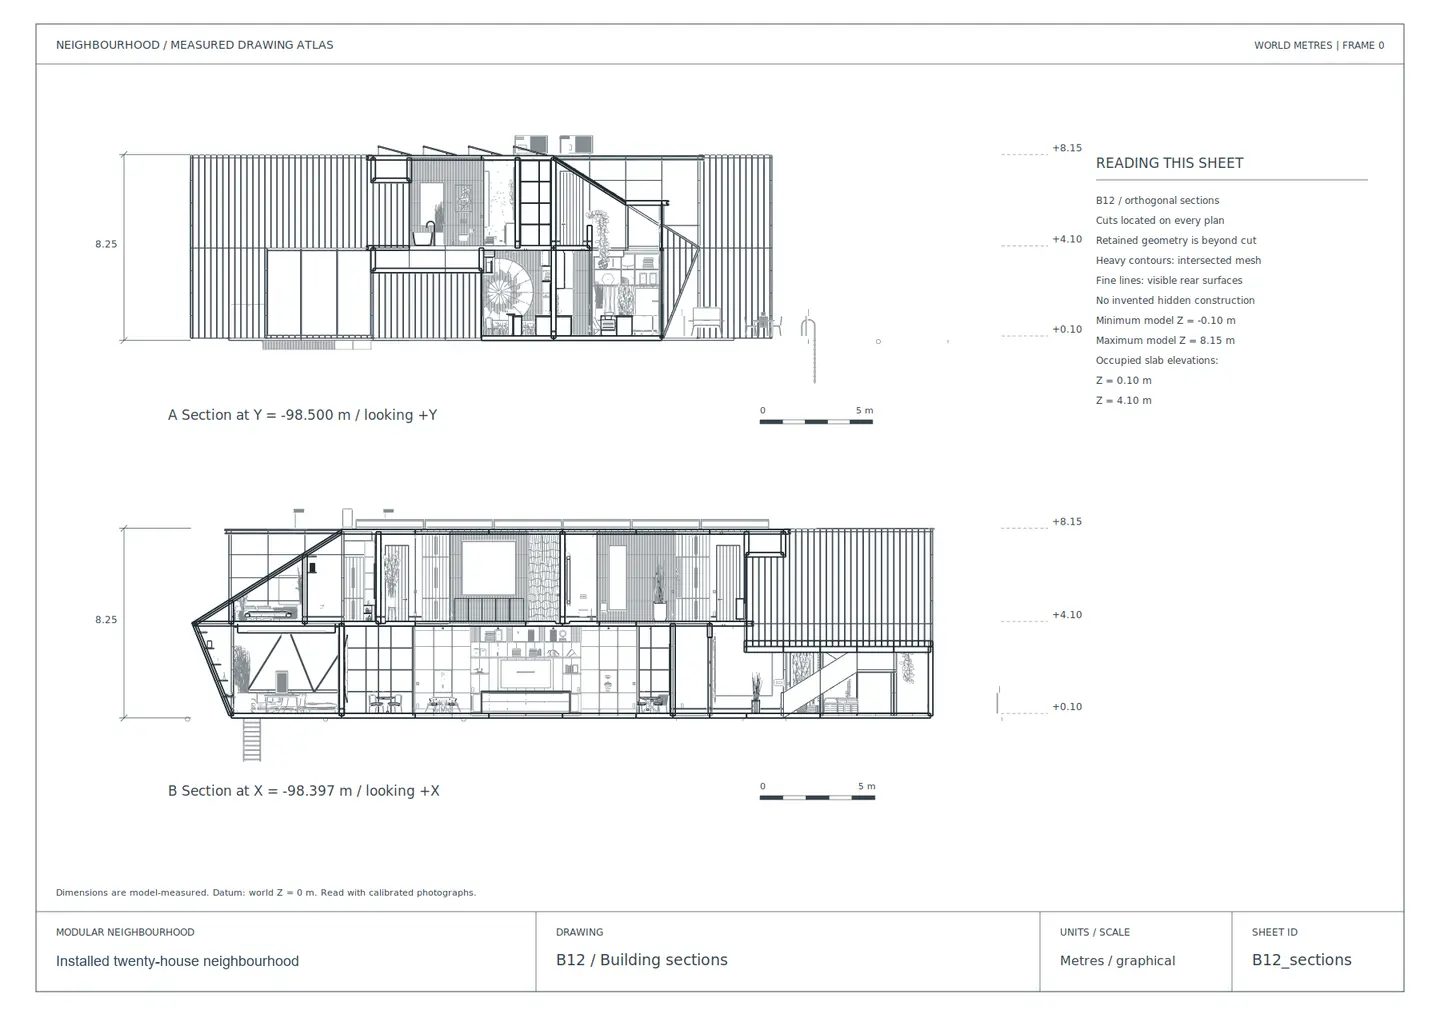 NEIGHBOURHOOD / MEASURED DRAWING ATLAS
WORLD METRES | FRAME 0
+8.15
8.25
+4.10
+0.10
READING THIS SHEET
B12 / orthogonal sections
Cuts located on every plan
Retained geometry is beyond cut
Heavy contours: intersected mesh
Fine lines: visible rear surfaces
No invented hidden construction
Minimum model Z = -0.10 m
Maximum model Z = 8.15 m
Occupied slab elevations:
Z = 0.10 m
Z = 4.10 m
A Section at Y = -98.500 m / looking +Y
0 5 m
+8.15
8.25
+4.10
+0.10
B Section at X = -98.397 m / looking +X
0 5 m
Dimensions are model-measured. Datum: world Z = 0 m. Read with calibrated photographs.
MODULAR NEIGHBOURHOOD
Installed twenty-house neighbourhood
DRAWING
B12 / Building sections
UNITS / SCALE
Metres / graphical
SHEET ID
B12_sections